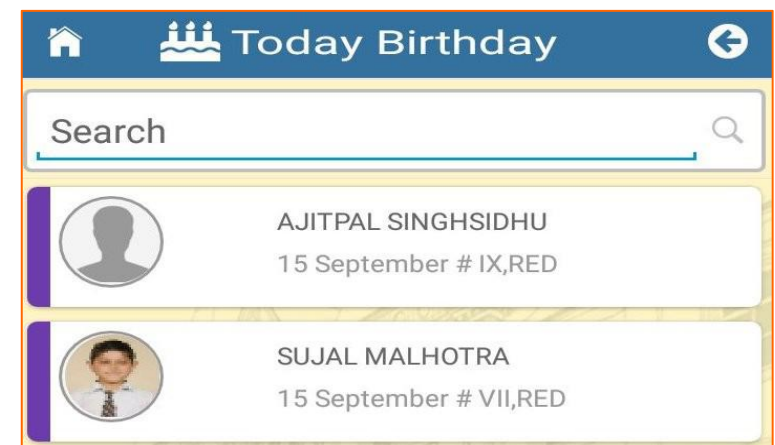 Today Birthday
Search
AJITPAL SINGHSIDHU
15 September # IX,RED
SUJAL MALHOTRA
15 September # VII,RED